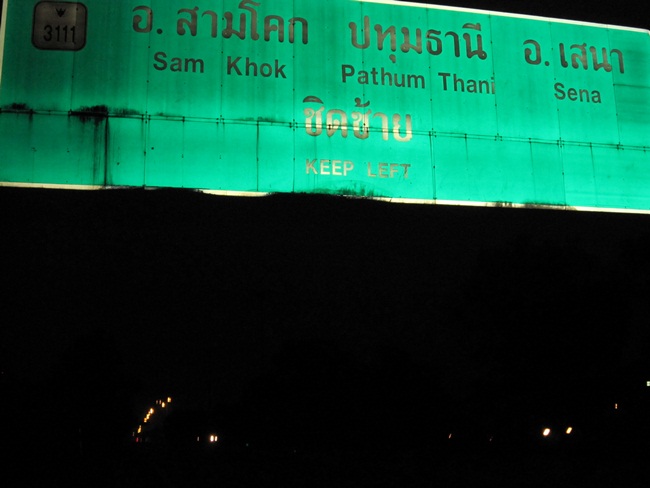 3111
อ. สามโคก ปทุมธานี อ. เสนา
Sam Khok Pathum Thani Sena
ชิดซ้าย
KEEP LEFT